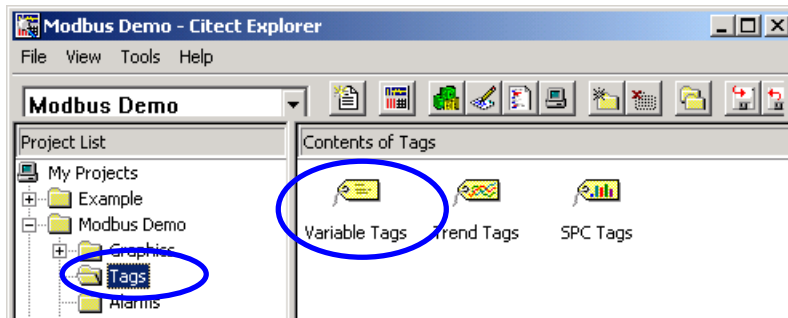 Modbus Demo - Citect Explorer
File View Tools Help
Modbus Demo
Project List
Contents of Tags
My Projects
Example
Modbus Demo
Graphics
Tags
Alarms
Variable Tags
Trend Tags
SPC Tags